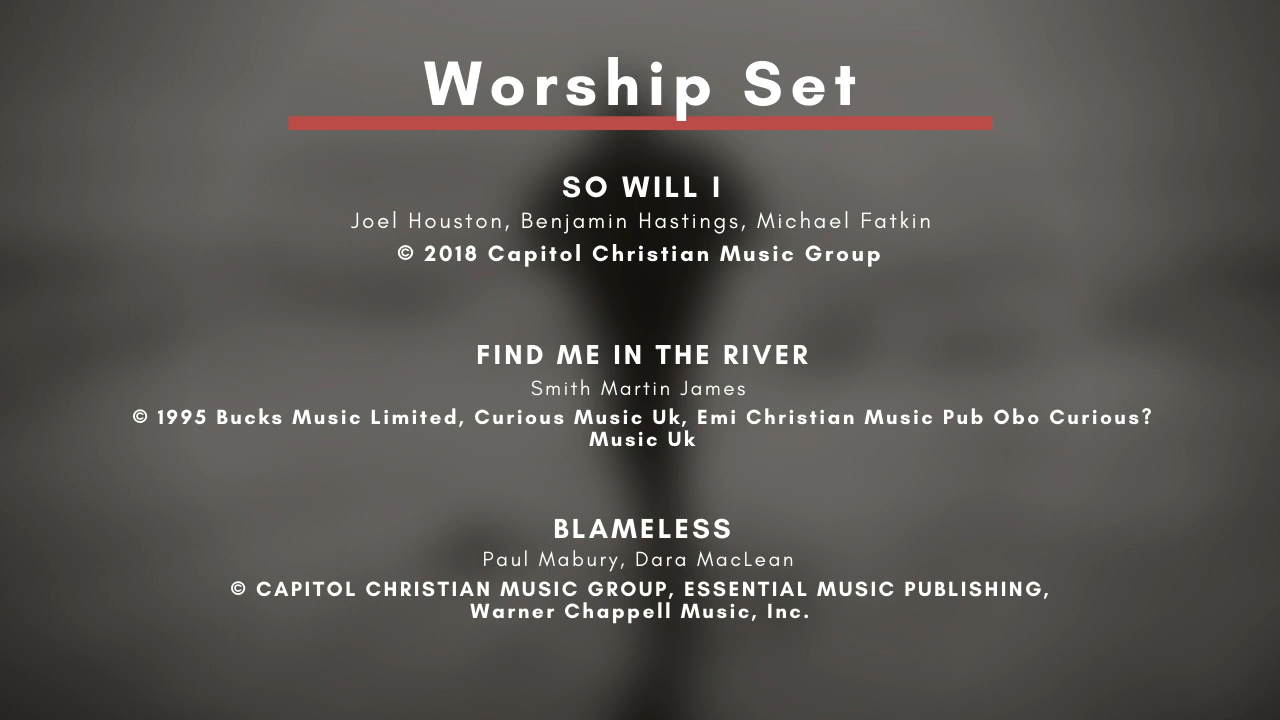 Worship Set
SO WILL I
Joel Houston, Benjamin Hastings, Michael Fatkin
© 2018 Capitol Christian Music Group
FIND ME IN THE RIVER
Smith Martin James
© 1995 Bucks Music Limited, Curious Music Uk, Emi Christian Music Pub Obo Curious?
Music Uk
BLAMELESS
Paul Mabury, Dara MacLean
© CAPITOL CHRISTIAN MUSIC GROUP, ESSENTIAL MUSIC PUBLISHING,
Warner Chappell Music, Inc.